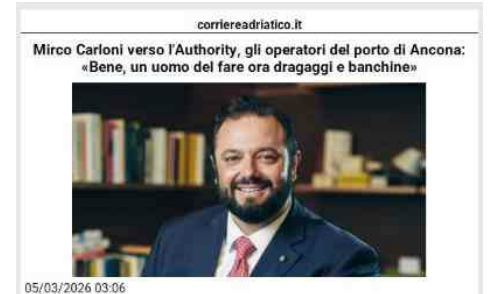 corriereadriatico.it
Mirco Carloni verso l'Authority, gli operatori del porto di Ancona:
«Bene, un uomo del fare ora dragaggi e banchine»
05/03/2026 03:06